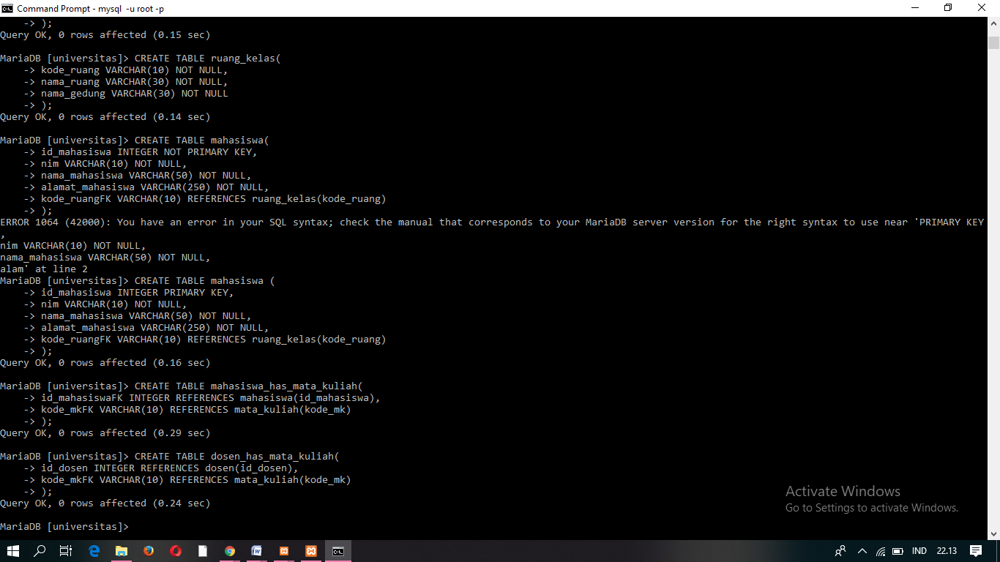 Command Prompt - mysql -u root -p
-> );
Query OK, 0 rows affected (0.15 sec)
MariaDB [universitas]> CREATE TABLE ruang_kelas(
-> kode_ruang VARCHAR(10) NOT NULL,
-> nama_ruang VARCHAR(30) NOT NULL,
-> nama_gedung VARCHAR(30) NOT NULL
-> );
Query OK, 0 rows affected (0.14 sec)
MariaDB [universitas]> CREATE TABLE mahasiswa(
-> id_mahasiswa INTEGER NOT PRIMARY KEY,
-> nim VARCHAR(10) NOT NULL,
-> nama_mahasiswa VARCHAR(50) NOT NULL,
-> alamat_mahasiswa VARCHAR(250) NOT NULL,
-> kode_ruangFK VARCHAR(10) REFERENCES ruang_kelas(kode_ruang)
-> );
ERROR 1064 (42000): You have an error in your SQL syntax; check the manual that corresponds to your MariaDB server version for the right syntax to use near 'PRIMARY KEY
,
nim VARCHAR(10) NOT NULL,
nama_mahasiswa VARCHAR(50) NOT NULL,
alam' at line 2
MariaDB [universitas]> CREATE TABLE mahasiswa (
-> id_mahasiswa INTEGER PRIMARY KEY,
-> nim VARCHAR(10) NOT NULL,
-> nama_mahasiswa VARCHAR(50) NOT NULL,
-> alamat_mahasiswa VARCHAR(250) NOT NULL,
-> kode_ruangFK VARCHAR(10) REFERENCES ruang_kelas(kode_ruang)
-> );
Query OK, 0 rows affected (0.16 sec)
MariaDB [universitas]> CREATE TABLE mahasiswa_has_mata_kuliah(
-> id_mahasiswaFK INTEGER REFERENCES mahasiswa(id_mahasiswa),
-> kode_mkFK VARCHAR(10) REFERENCES mata_kuliah(kode_mk)
-> );
Query OK, 0 rows affected (0.29 sec)
MariaDB [universitas]> CREATE TABLE dosen_has_mata_kuliah(
-> id_dosen INTEGER REFERENCES dosen(id_dosen),
-> kode_mkFK VARCHAR(10) REFERENCES mata_kuliah(kode_mk)
-> );
Query OK, 0 rows affected (0.24 sec)
MariaDB [universitas]>
Activate Windows
Go to Settings to activate Windows.
IND 22.13